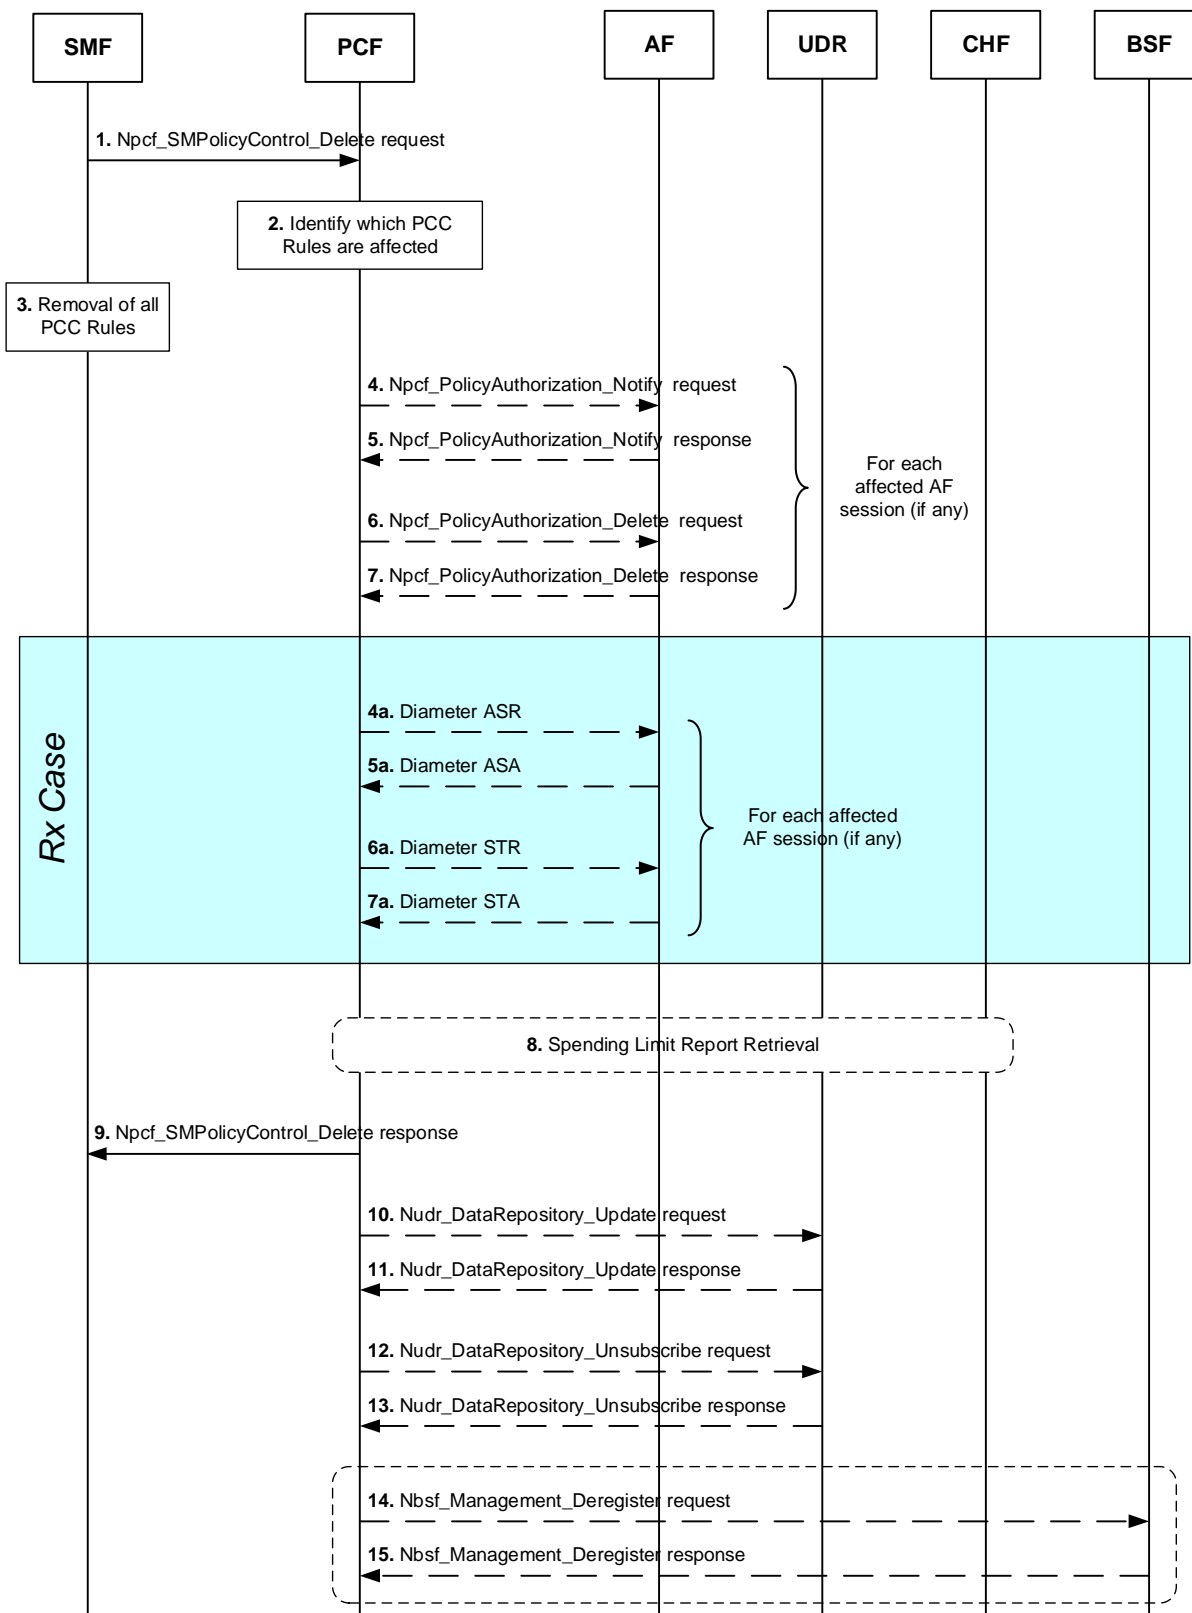 SMF
PCF
AF
UDR
CHF
BSF
1. Npcf_SMPolicyControl_Delete request
2. Identify which PCC
Rules are affected
3. Removal of all
PCC Rules
4. Npcf_PolicyAuthorization_Notify request
5. Npcf_PolicyAuthorization_Notify response
For each
affected AF
session (if any)
6. Npcf_PolicyAuthorization_Delete request
7. Npcf_PolicyAuthorization_Delete response
Rx Case
4a. Diameter ASR
5a. Diameter ASA
For each affected
AF session (if any)
6a. Diameter STR
7a. Diameter STA
8. Spending Limit Report Retrieval
9. Npcf_SMPolicyControl_Delete response
10. Nudr_DataRepository_Update request
11. Nudr_DataRepository_Update response
12. Nudr_DataRepository_Unsubscribe request
13. Nudr_DataRepository_Unsubscribe response
14. Nbsf_Management_Deregister request
15. Nbsf_Management_Deregister response